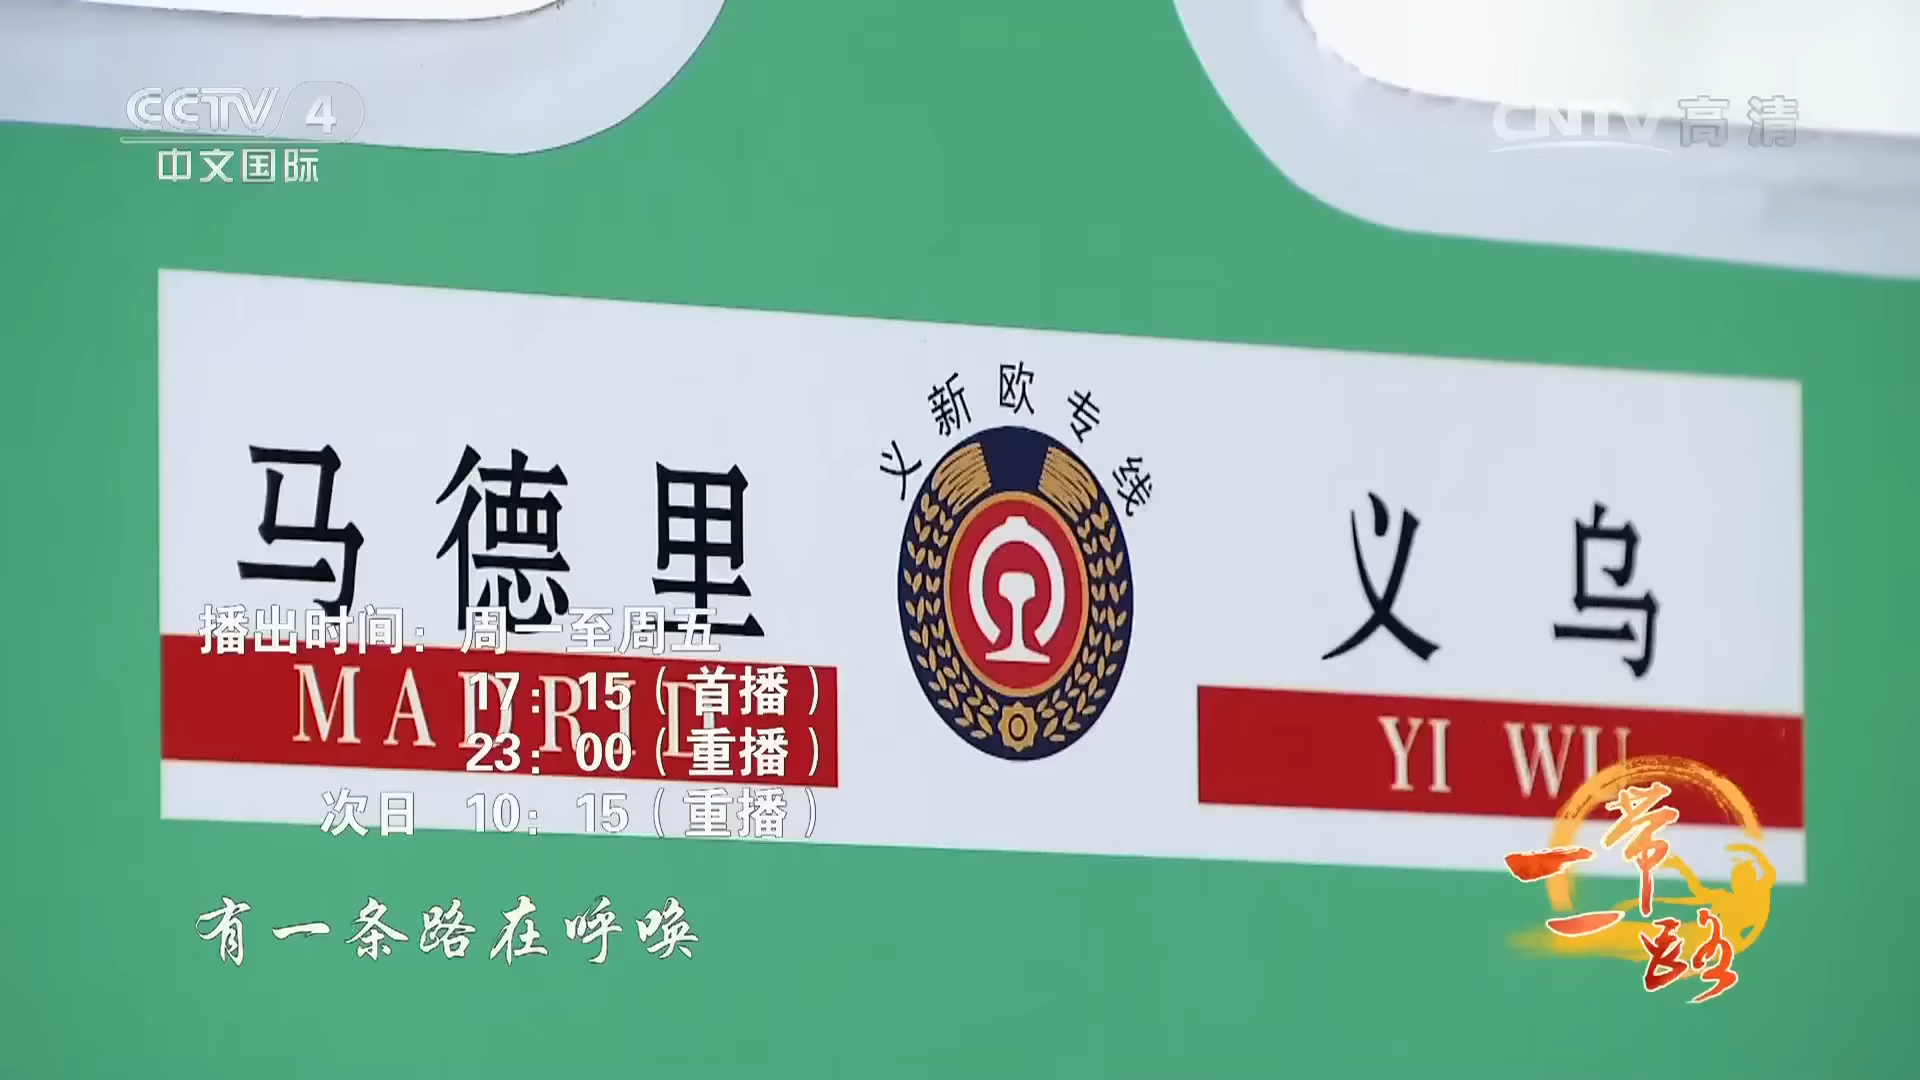 CCTV 4
中文国际
CNTV 高清
义新欧专线
马德里
义乌
MADRID
YI WU
播出时间：周一至周五
17：15（首播）
23：00（重播）
次日 10：15（重播）
有一条路在呼唤
一带一路